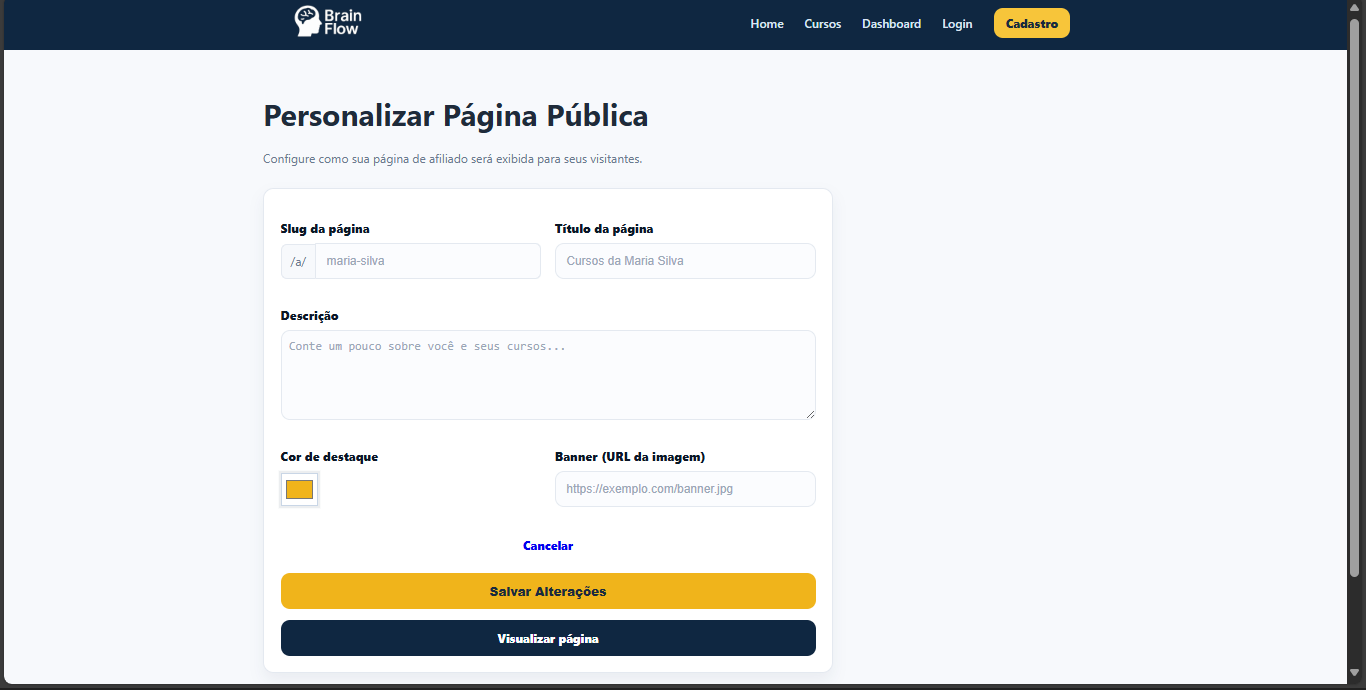 Brain
Flow
Home Cursos Dashboard Login Cadastro
Personalizar Página Pública
Configure como sua página de afiliado será exibida para seus visitantes.
Slug da página Título da página
/a/ maria-silva Cursos da Maria Silva
Descrição
Conte um pouco sobre você e seus cursos...
Cor de destaque Banner (URL da imagem)
https://exemplo.com/banner.jpg
Cancelar
Salvar Alterações
Visualizar página